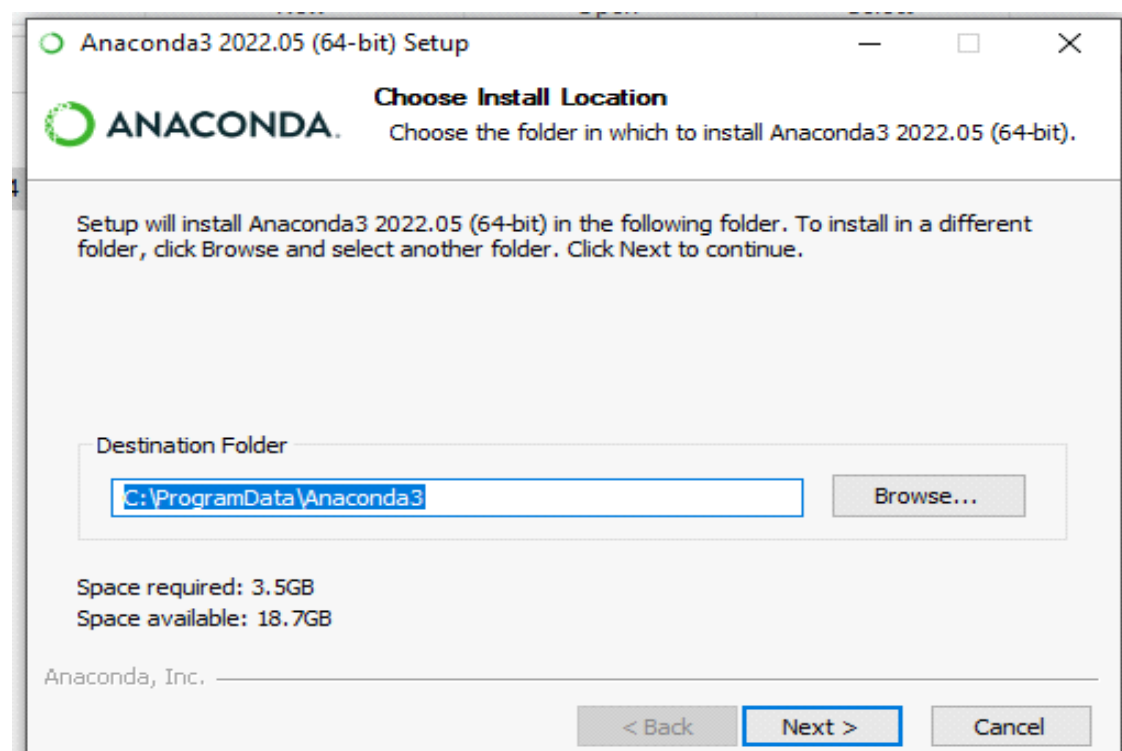 Anaconda3 2022.05 (64-bit) Setup
ANACONDA.
Choose Install Location
Choose the folder in which to install Anaconda3 2022.05 (64-bit).
4
Setup will install Anaconda3 2022.05 (64-bit) in the following folder. To install in a different
folder, click Browse and select another folder. Click Next to continue.
Destination Folder
C:\ProgramData\Anaconda3
Browse...
Space required: 3.5GB
Space available: 18.7GB
Anaconda, Inc.
< Back
Next >
Cancel